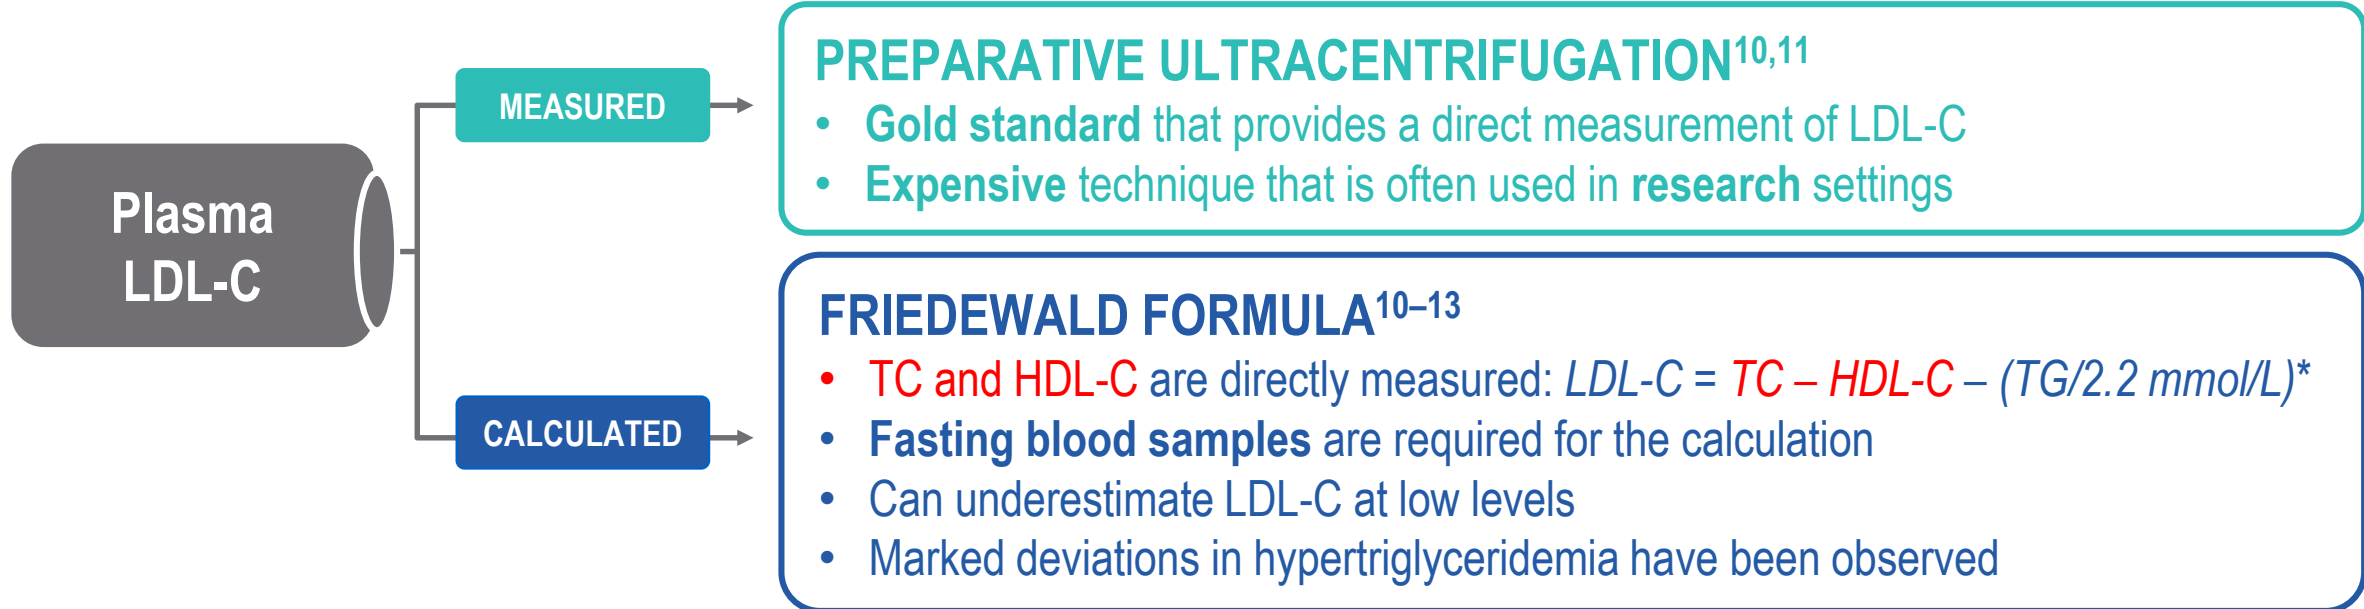 Plasma
LDL-C
MEASURED
PREPARATIVE ULTRACENTRIFUGATION10,11
• Gold standard that provides a direct measurement of LDL-C
• Expensive technique that is often used in research settings
CALCULATED
FRIEDEWALD FORMULA10–13
• TC and HDL-C are directly measured: LDL-C = TC – HDL-C – (TG/2.2 mmol/L)*
• Fasting blood samples are required for the calculation
• Can underestimate LDL-C at low levels
• Marked deviations in hypertriglyceridemia have been observed